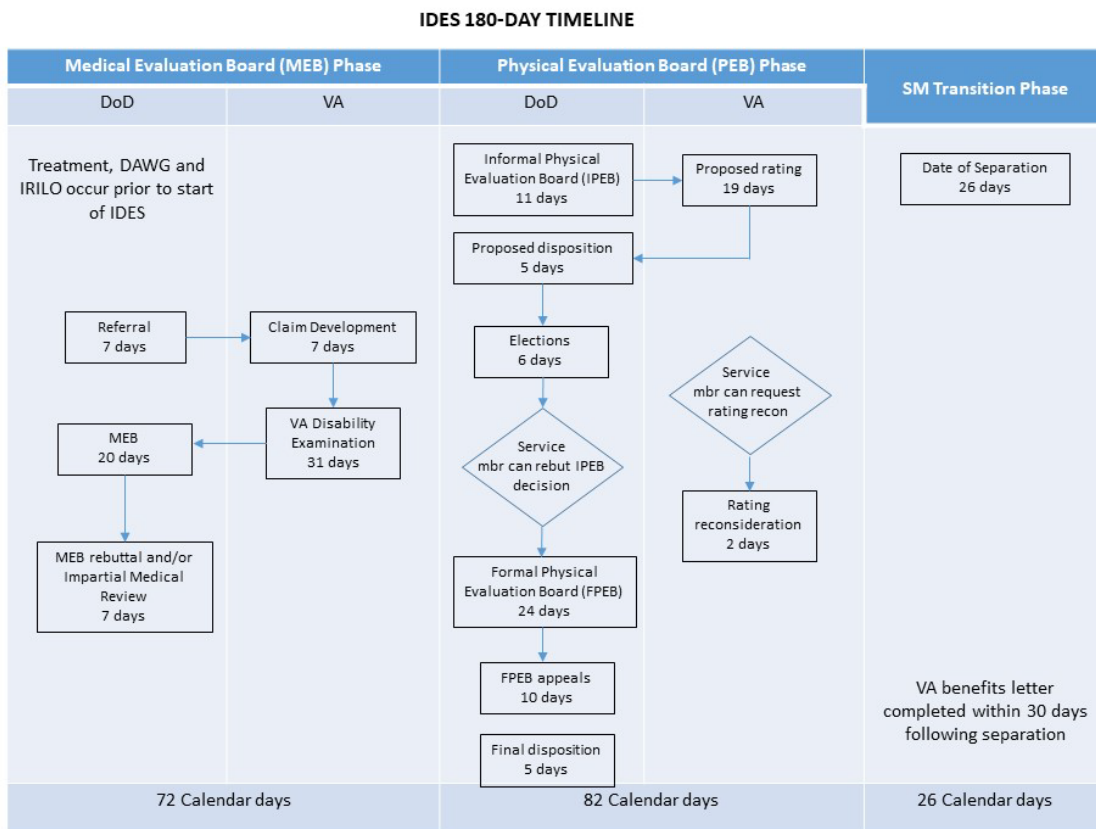 IDES 180-DAY TIMELINE
Medical Evaluation Board (MEB) Phase
Physical Evaluation Board (PEB) Phase
SM Transition Phase
DoD
VA
DoD
VA
Treatment, DAWG and
IRILO occur prior to start
of IDES
Referral
7 days
Claim Development
7 days
VA Disability
Examination
31 days
MEB
20 days
MEB rebuttal and/or
Impartial Medical
Review
7 days
Informal Physical
Evaluation Board (IPEB)
11 days
Proposed rating
19 days
Proposed disposition
5 days
Elections
6 days
Service
mbr can rebut IPEB
decision
Formal Physical
Evaluation Board (FPEB)
24 days
FPEB appeals
10 days
Final disposition
5 days
Service
mbr can request
rating recon
Rating
reconsideration
2 days
Date of Separation
26 days
VA benefits letter
completed within 30 days
following separation
72 Calendar days
82 Calendar days
26 Calendar days